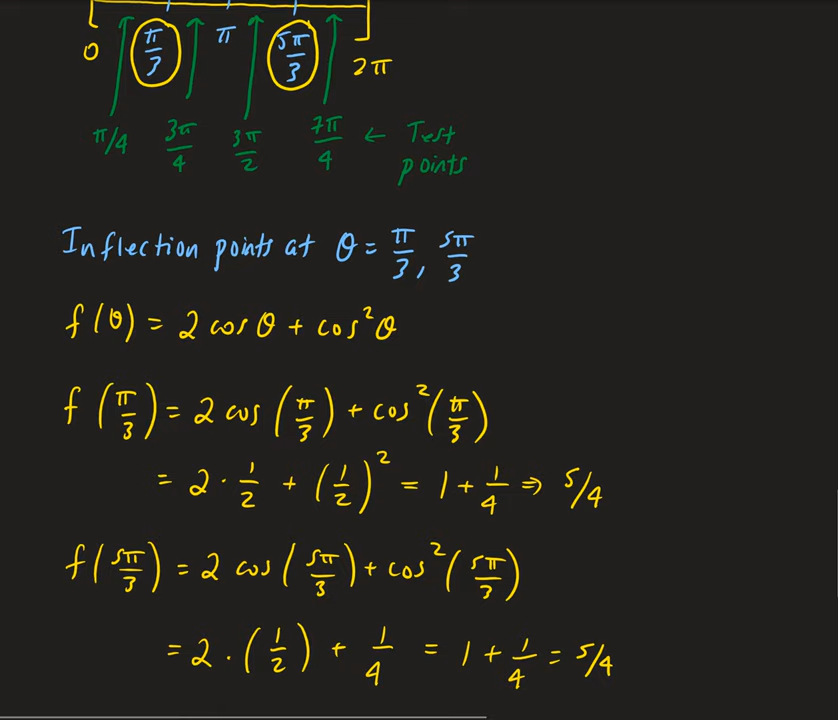 0 π/3 π 5π/3 2π
π/4 3π/4 3π/2 7π/4 ← Test points
Inflection points at θ = π/3, 5π/3
f(θ) = 2 cos θ + cos²θ
f(π/3) = 2 cos(π/3) + cos²(π/3)
= 2 · 1/2 + (1/2)² = 1 + 1/4 ⇒ 5/4
f(5π/3) = 2 cos(5π/3) + cos²(5π/3)
= 2 · (1/2) + 1/4 = 1 + 1/4 = 5/4